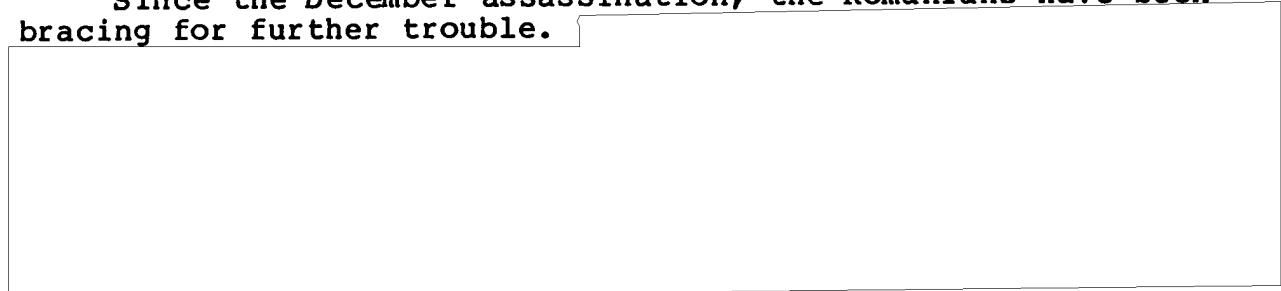 Since the December assassination, the Romanians have been
bracing for further trouble.